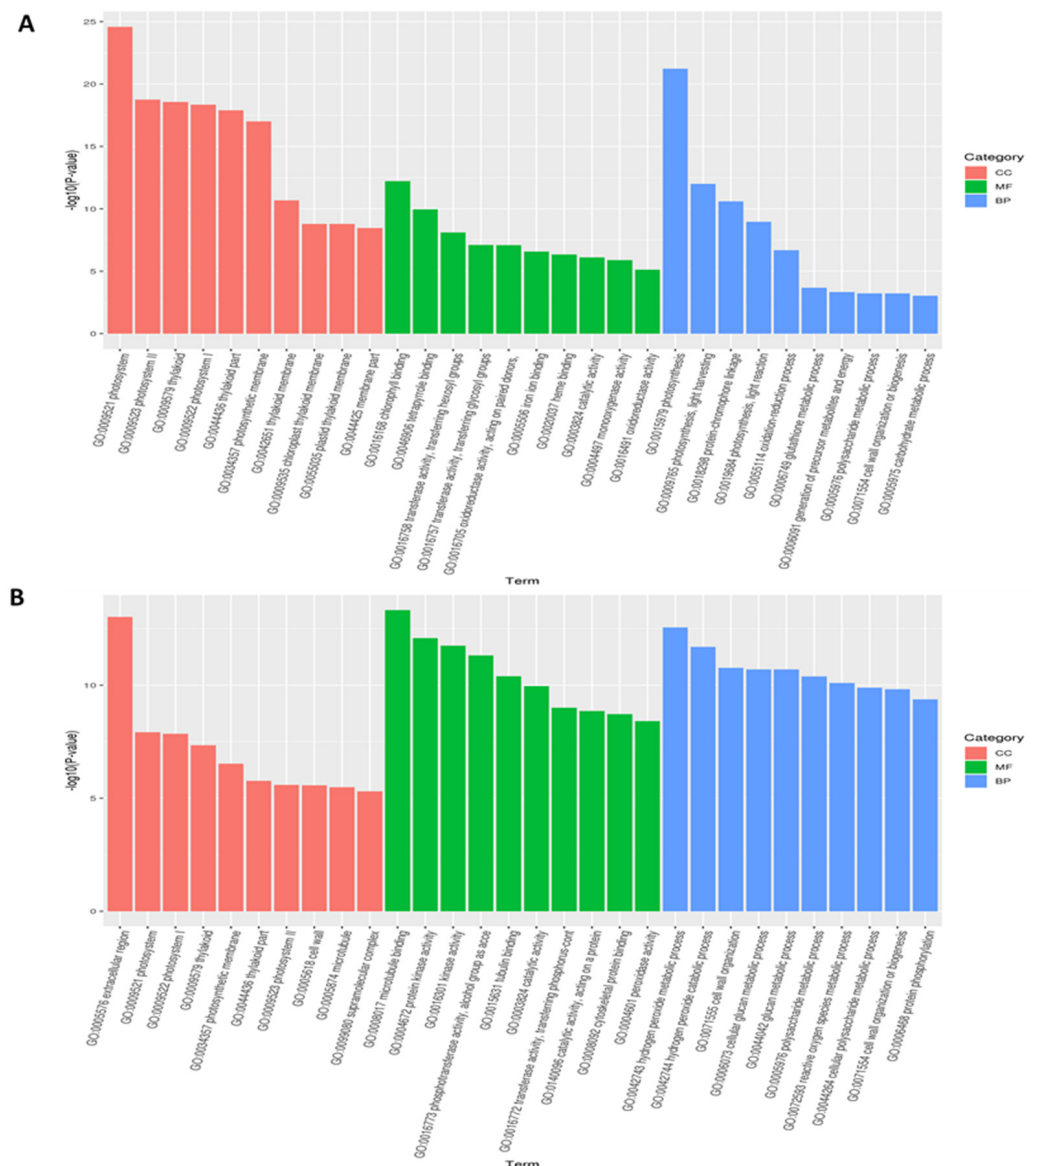 A
25
20
15
10
5
0
-log10(P-value)
GO:0009521 photosystem
GO:0009523 photosystem II
GO:0009579 thylakoid
GO:0009522 photosystem I
GO:0044436 thylakoid part
GO:0034357 photosynthetic membrane
GO:0042651 thylakoid membrane
GO:0009535 chloroplast thylakoid membrane
GO:0055035 plastid thylakoid membrane
GO:0044425 membrane part
GO:0016168 chlorophyll binding
GO:0046906 tetrapyrrole binding
GO:0016758 transferase activity, transferring hexosyl groups
GO:0016757 transferase activity, transferring glycosyl groups
GO:0016705 oxidoreductase activity, acting on paired donors,
GO:0005506 iron ion binding
GO:0020037 heme binding
GO:0003824 catalytic activity
GO:0004497 monooxygenase activity
GO:0016491 oxidoreductase activity
GO:0015979 photosynthesis
GO:0009765 photosynthesis, light harvesting
GO:0018298 protein-chromophore linkage
GO:0019684 photosynthesis, light reaction
GO:0055114 oxidation-reduction process
GO:0006749 glutathione metabolic process
GO:0006091 generation of precursor metabolites and energy
GO:0005976 polysaccharide metabolic process
GO:0071554 cell wall organization or biogenesis
GO:0005975 carbohydrate metabolic process
Term
Category
CC
MF
BP
B
10
5
0
-log10(P-value)
GO:0005576 extracellular region
GO:0009521 photosystem
GO:0009522 photosystem I
GO:0009579 thylakoid
GO:0034357 photosynthetic membrane
GO:0044436 thylakoid part
GO:0009523 photosystem II
GO:0005618 cell wall
GO:0005874 microtubule
GO:0099080 supramolecular complex
GO:0008017 microtubule binding
GO:0004672 protein kinase activity
GO:0016301 kinase activity
GO:0016773 phosphotransferase activity, alcohol group as acce
GO:0015631 tubulin binding
GO:0003824 catalytic activity
GO:0016772 transferase activity, transferring phosphorus-cont
GO:0140096 catalytic activity, acting on a protein
GO:0008092 cytoskeletal protein binding
GO:0004601 peroxidase activity
GO:0042743 hydrogen peroxide metabolic process
GO:0042744 hydrogen peroxide catabolic process
GO:0071555 cell wall organization
GO:0006073 cellular glucan metabolic process
GO:0044042 glucan metabolic process
GO:0005976 polysaccharide metabolic process
GO:0072593 reactive oxygen species metabolic process
GO:0044264 cellular polysaccharide metabolic process
GO:0071554 cell wall organization or biogenesis
GO:0006468 protein phosphorylation
Term
Category
CC
MF
BP